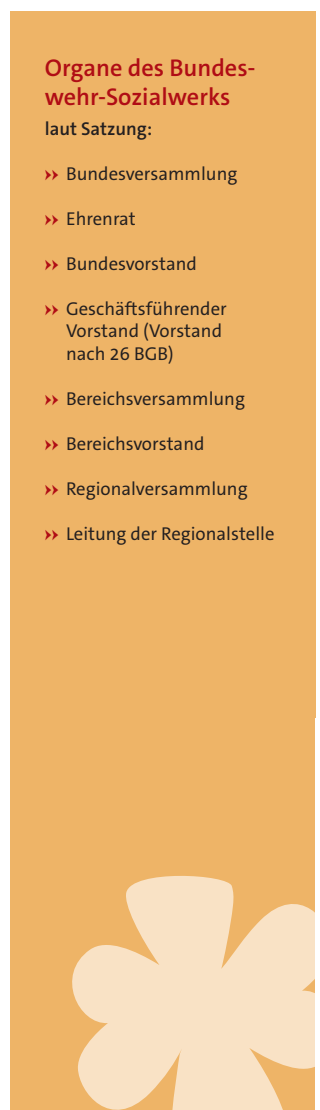 Organe des Bundes-
wehr-Sozialwerks
laut Satzung:
›› Bundesversammlung
›› Ehrenrat
›› Bundesvorstand
›› Geschäftsführender
Vorstand (Vorstand
nach 26 BGB)
›› Bereichsversammlung
›› Bereichsvorstand
›› Regionalversammlung
›› Leitung der Regionalstelle